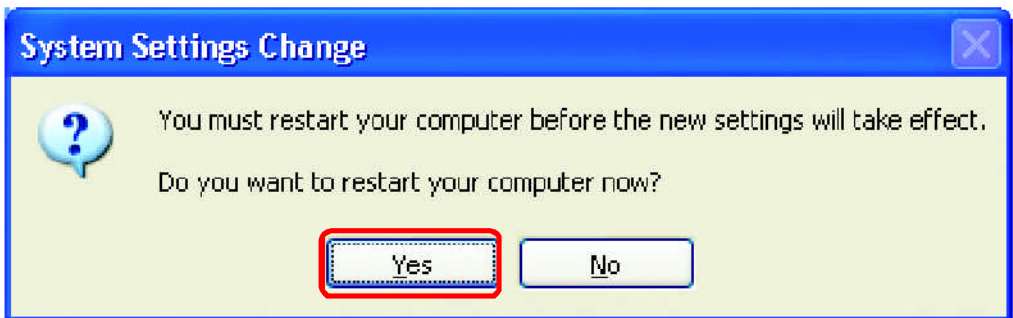 System Settings Change
You must restart your computer before the new settings will take effect.
Do you want to restart your computer now?
Yes No